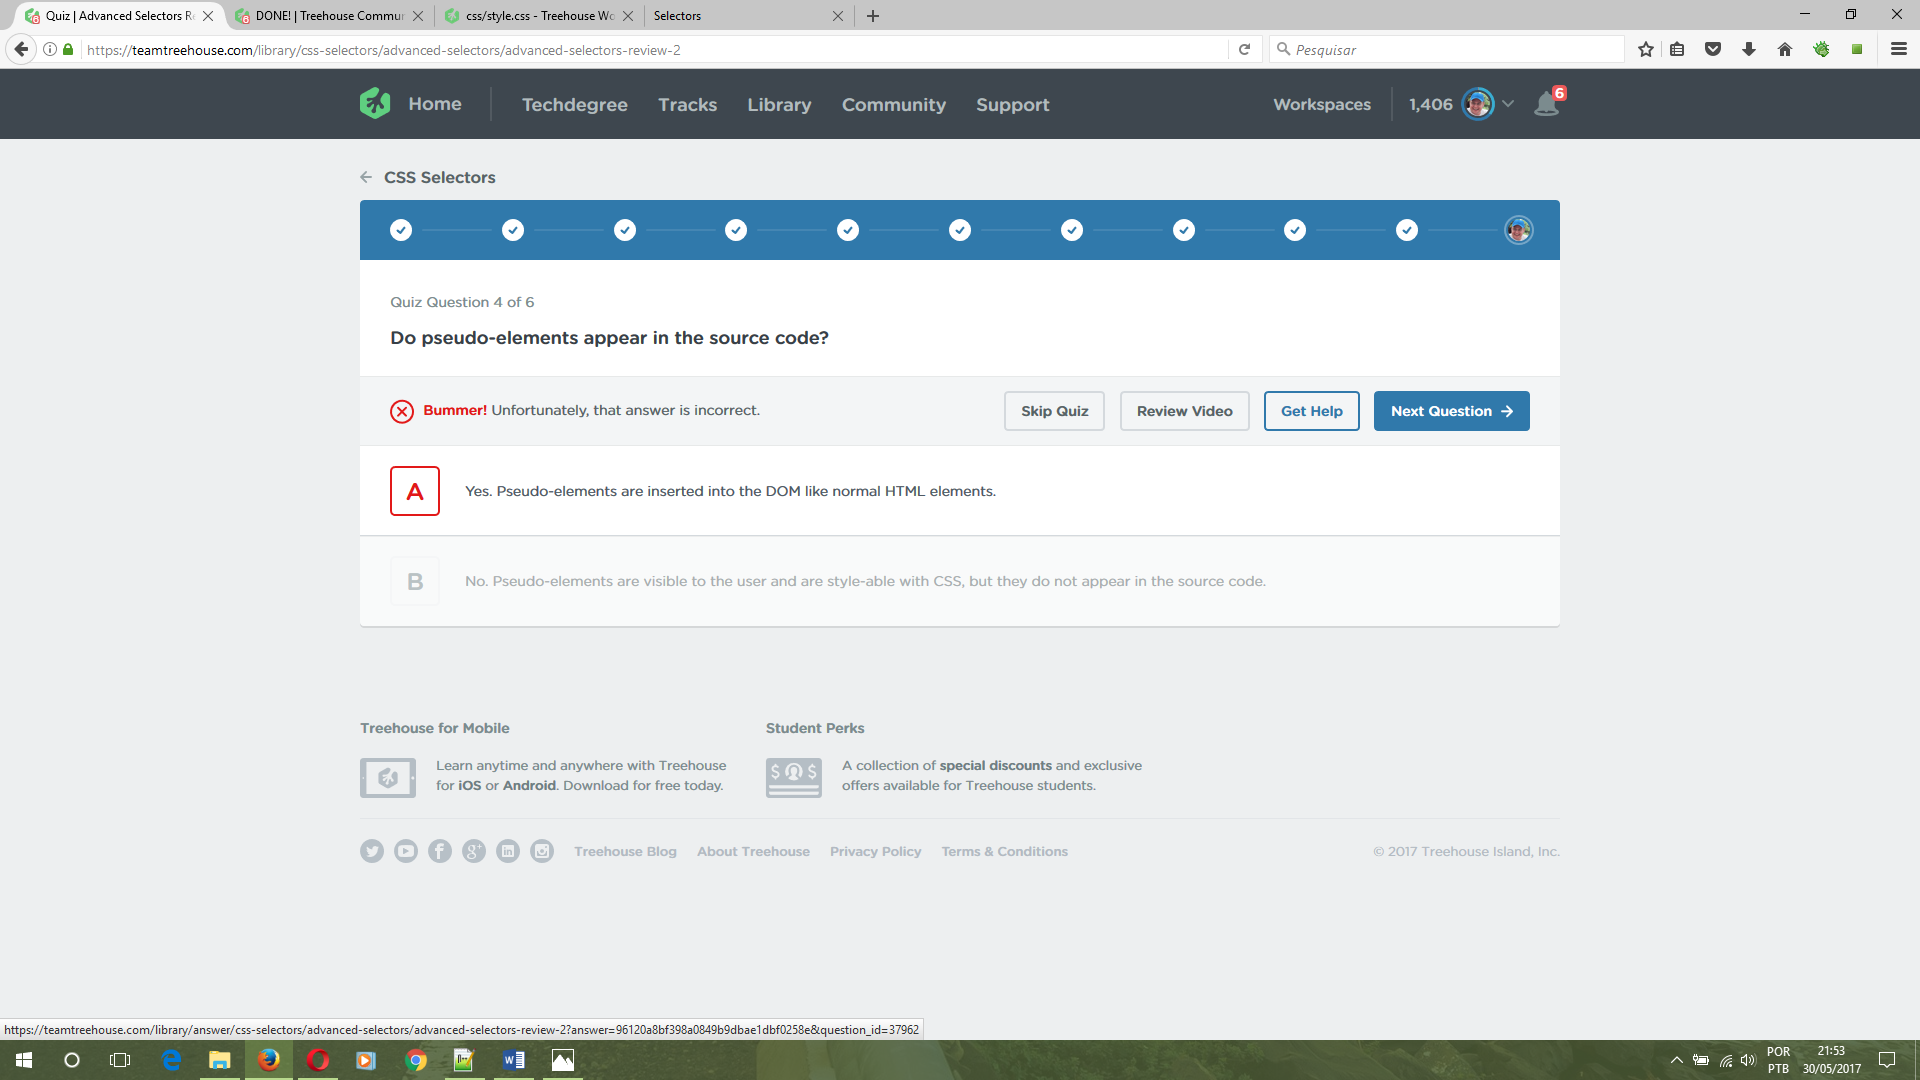 Quiz | Advanced Selectors R
DONE! | Treehouse Commu
css/style.css - Treehouse Wo
Selectors
https://teamtreehouse.com/library/css-selectors/advanced-selectors/advanced-selectors-review-2
Pesquisar
Home
Techdegree
Tracks
Library
Community
Support
Workspaces
1,406
6
CSS Selectors
Quiz Question 4 of 6
Do pseudo-elements appear in the source code?
Bummer! Unfortunately, that answer is incorrect.
Skip Quiz
Review Video
Get Help
Next Question
A
Yes. Pseudo-elements are inserted into the DOM like normal HTML elements.
B
No. Pseudo-elements are visible to the user and are style-able with CSS, but they do not appear in the source code.
Treehouse for Mobile
Learn anytime and anywhere with Treehouse
for iOS or Android. Download for free today.
Student Perks
A collection of special discounts and exclusive
offers available for Treehouse students.
Treehouse Blog
About Treehouse
Privacy Policy
Terms & Conditions
© 2017 Treehouse Island, Inc.
https://teamtreehouse.com/library/answer/css-selectors/advanced-selectors/advanced-selectors-review-2?answer=96120a8bf398a0849b9dbae1dbf0258e&question_id=37962
POR
PTB
21:53
30/05/2017